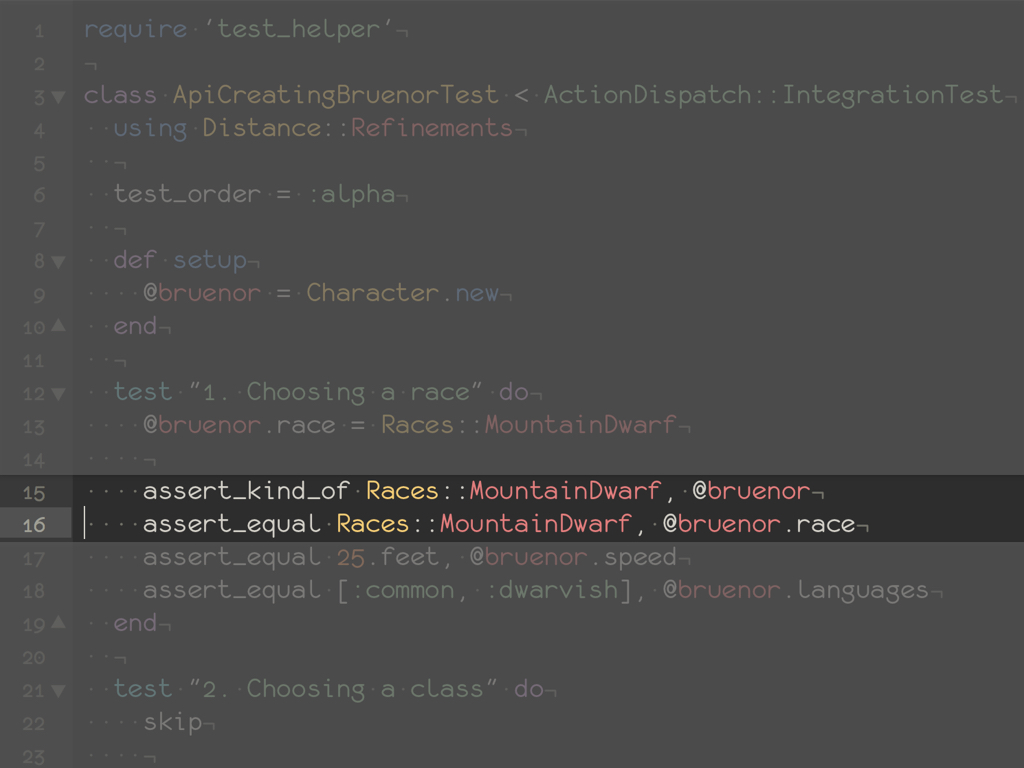 1 require 'test_helper'¬
2 ¬
3 class ApiCreatingBruenorTest < ActionDispatch::IntegrationTest¬
4 ··using Distance::Refinements¬
5 ··¬
6 ··test_order = :alpha¬
7 ··¬
8 ··def setup¬
9 ····@bruenor = Character.new¬
10 ··end¬
11 ··¬
12 ··test "1. Choosing a race" do¬
13 ····@bruenor.race = Races::MountainDwarf¬
14 ····¬
15 ····assert_kind_of Races::MountainDwarf, @bruenor¬
16 ····assert_equal Races::MountainDwarf, @bruenor.race¬
17 ····assert_equal 25.feet, @bruenor.speed¬
18 ····assert_equal [:common, :dwarvish], @bruenor.languages¬
19 ··end¬
20 ··¬
21 ··test "2. Choosing a class" do¬
22 ····skip¬
23 ····¬